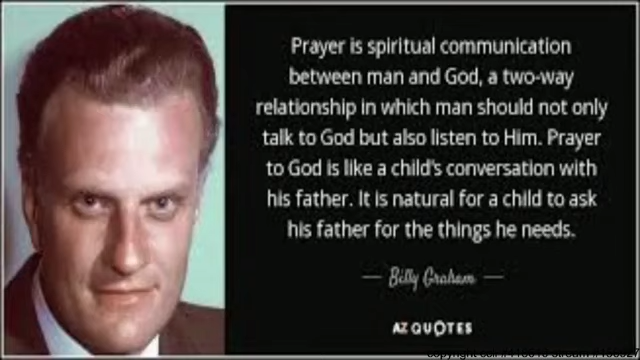 Prayer is spiritual communication
between man and God, a two-way
relationship in which man should not only
talk to God but also listen to Him. Prayer
to God is like a child's conversation with
his father. It is natural for a child to ask
his father for the things he needs.
Billy Graham
AZ QUOTES